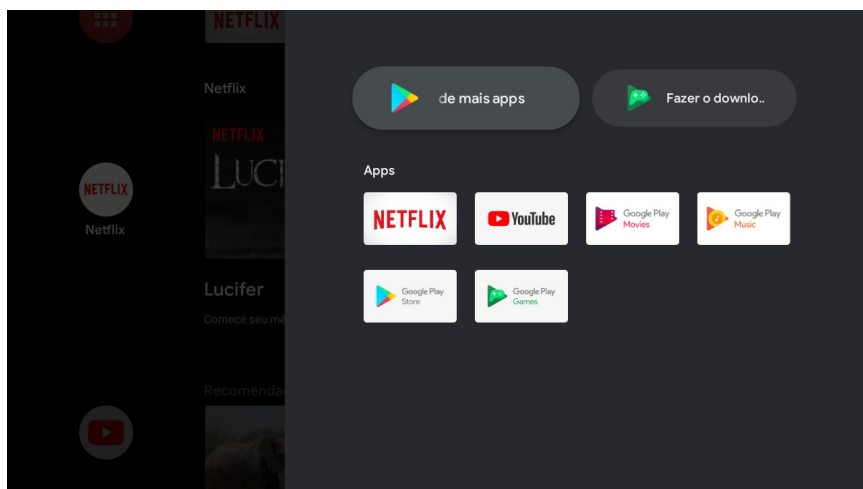 NETFLIX
Netflix
NETFLIX
LUCI
NETFLIX
Netflix
Lucifer
Comece seu mê
Recomenda
de mais apps
Fazer o downlo..
Apps
NETFLIX
YouTube
Google Play
Movies
Google Play
Music
Google Play
Store
Google Play
Games